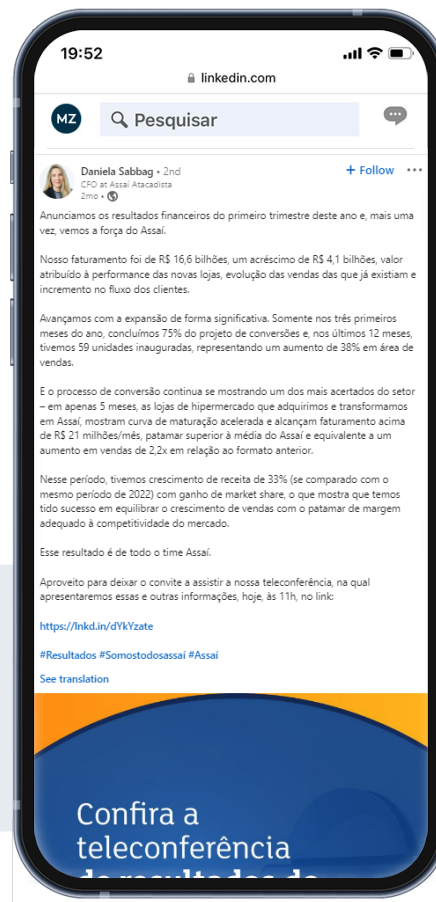 19:52
linkedin.com
MZ
Pesquisar
Daniela Sabbag • 2nd
+ Follow
CFO at Assaí Atacadista
2mo •
Anunciamos os resultados financeiros do primeiro trimestre deste ano e, mais uma
vez, vemos a força do Assaí.
Nosso faturamento foi de R$ 16,6 bilhões, um acréscimo de R$ 4,1 bilhões, valor
atribuído à performance das novas lojas, evolução das vendas das que já existiam e
incremento no fluxo dos clientes.
Avançamos com a expansão de forma significativa. Somente nos três primeiros
meses do ano, concluímos 75% do projeto de conversões e, nos últimos 12 meses,
tivemos 59 unidades inauguradas, representando um aumento de 38% em área de
vendas.
E o processo de conversão continua se mostrando um dos mais acertados do setor
– em apenas 5 meses, as lojas de hipermercado que adquirimos e transformamos
em Assaí, mostram curva de maturação acelerada e alcançam faturamento acima
de R$ 21 milhões/mês, patamar superior à média do Assaí e equivalente a um
aumento em vendas de 2,2x em relação ao formato anterior.
Nesse período, tivemos crescimento de receita de 33% (se comparado com o
mesmo período de 2022) com ganho de market share, o que mostra que temos
tido sucesso em equilibrar o crescimento de vendas com o patamar de margem
adequado à competitividade do mercado.
Esse resultado é de todo o time Assaí.
Aproveito para deixar o convite a assistir a nossa teleconferência, na qual
apresentaremos essas e outras informações, hoje, às 11h, no link:
https://lnkd.in/dYkYzate
#Resultados #Somostodosassaí #Assaí
See translation
Confira a
teleconferência
de resultados do